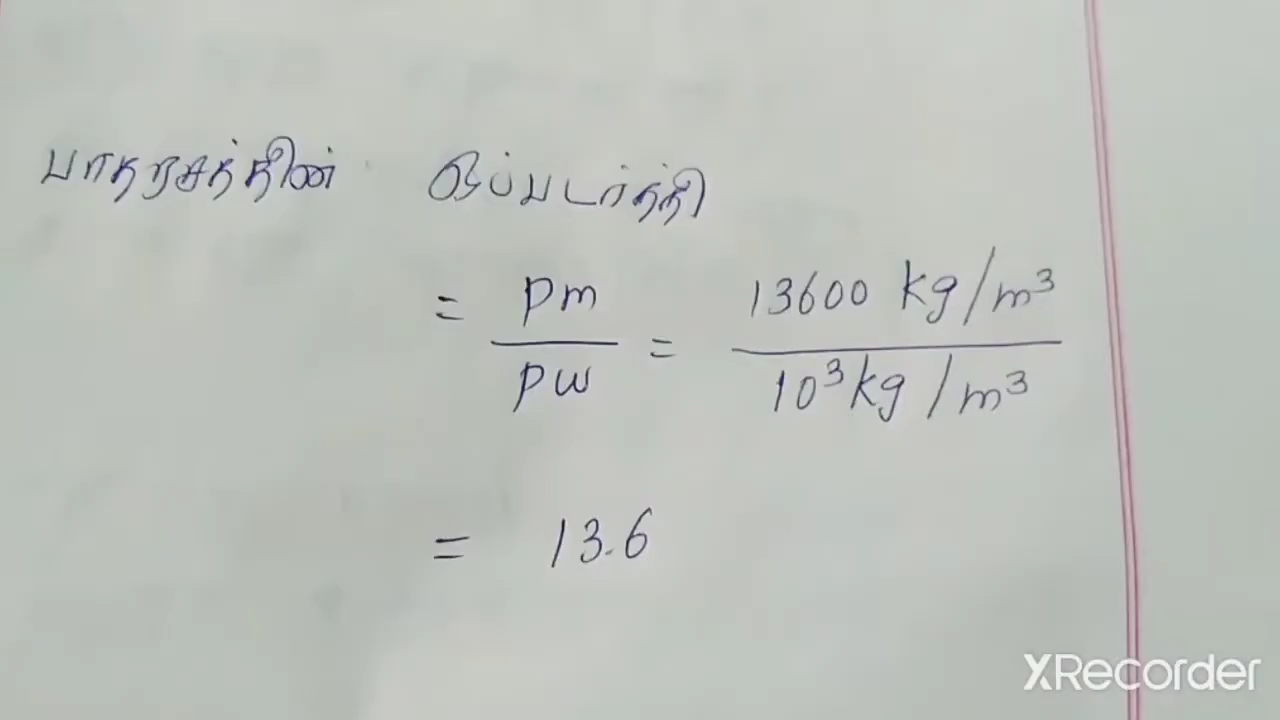 பாதரசத்தின் ஒப்படர்த்தி
= ρm / ρw = 13600 kg/m³ / 10³ kg/m³
= 13.6
XRecorder